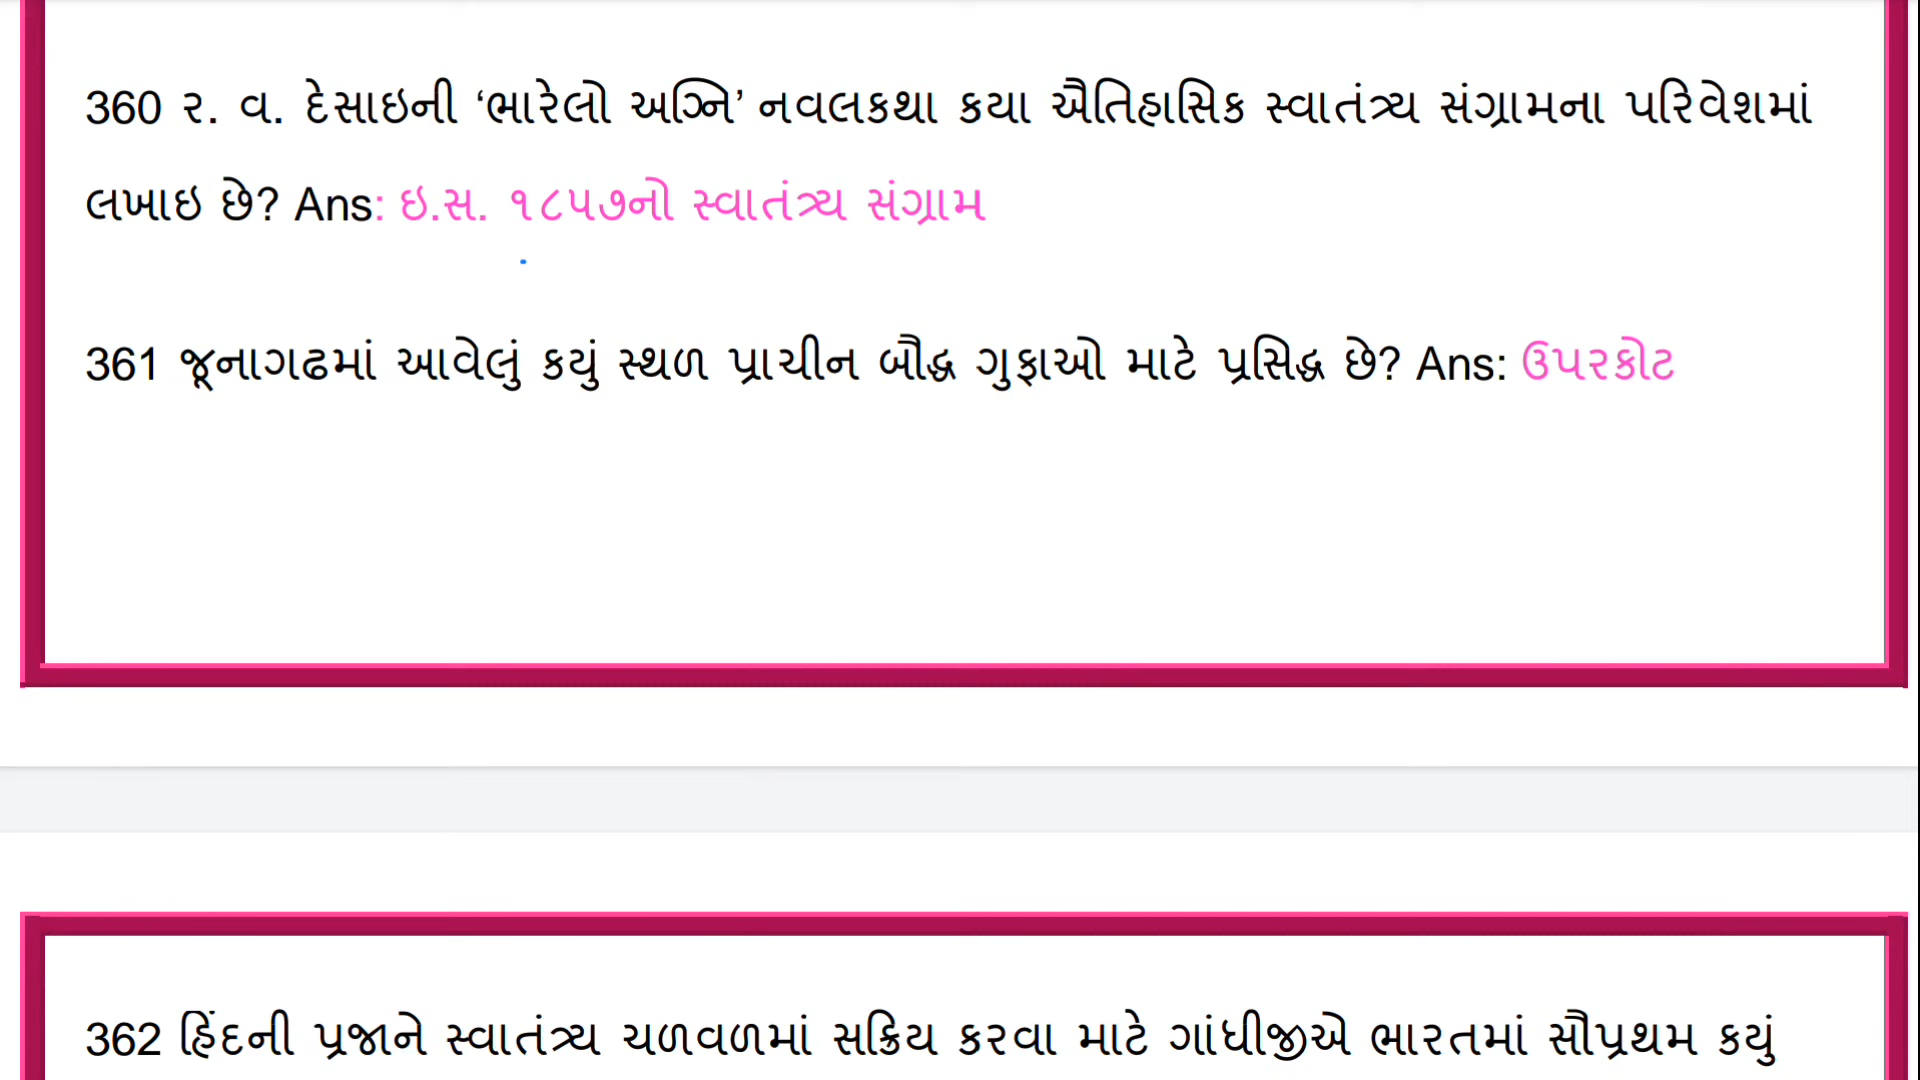 360 ર. વ. દેસાઇની ‘ભારેલો અગ્નિ’ નવલકથા કયા ઐતિહાસિક સ્વાતંત્ર્ય સંગ્રામના પરિવેશમાં
લખાઇ છે? Ans: ઇ.સ. ૧૮૫૭નો સ્વાતંત્ર્ય સંગ્રામ
361 જૂનાગઢમાં આવેલું કયું સ્થળ પ્રાચીન બૌદ્ધ ગુફાઓ માટે પ્રસિદ્ધ છે? Ans: ઉપરકોટ
362 હિંદની પ્રજાને સ્વાતંત્ર્ય ચળવળમાં સક્રિય કરવા માટે ગાંધીજીએ ભારતમાં સૌપ્રથમ કયું